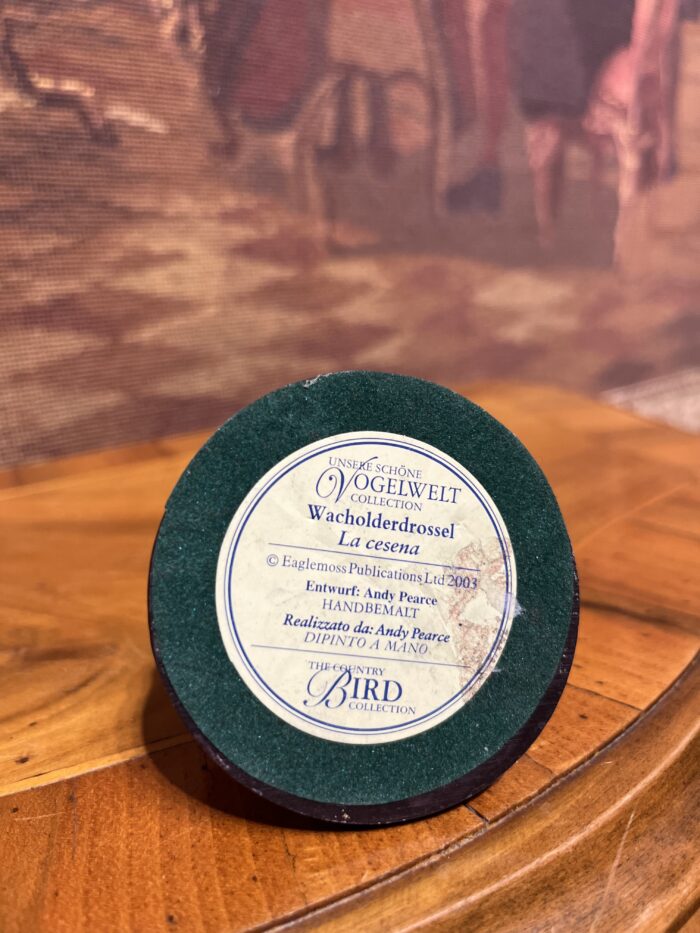 UNSERE SCHÖNE
VOGELWELT
COLLECTION
Wacholderdrossel
La cesena
© Eaglemoss Publications Ltd 2003
Entwurf: Andy Pearce
HANDBEMALT
Realizzato da: Andy Pearce
DIPINTO A MANO
THE COUNTRY
BIRD
COLLECTION